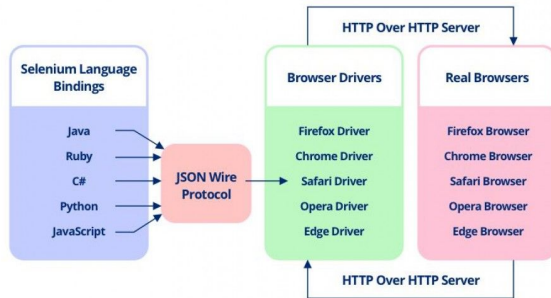 HTTP Over HTTP Server
Selenium Language
Bindings
Java
Ruby
C#
Python
JavaScript
JSON Wire
Protocol
Browser Drivers
Firefox Driver
Chrome Driver
Safari Driver
Opera Driver
Edge Driver
Real Browsers
Firefox Browser
Chrome Browser
Safari Browser
Opera Browser
Edge Browser
HTTP Over HTTP Server